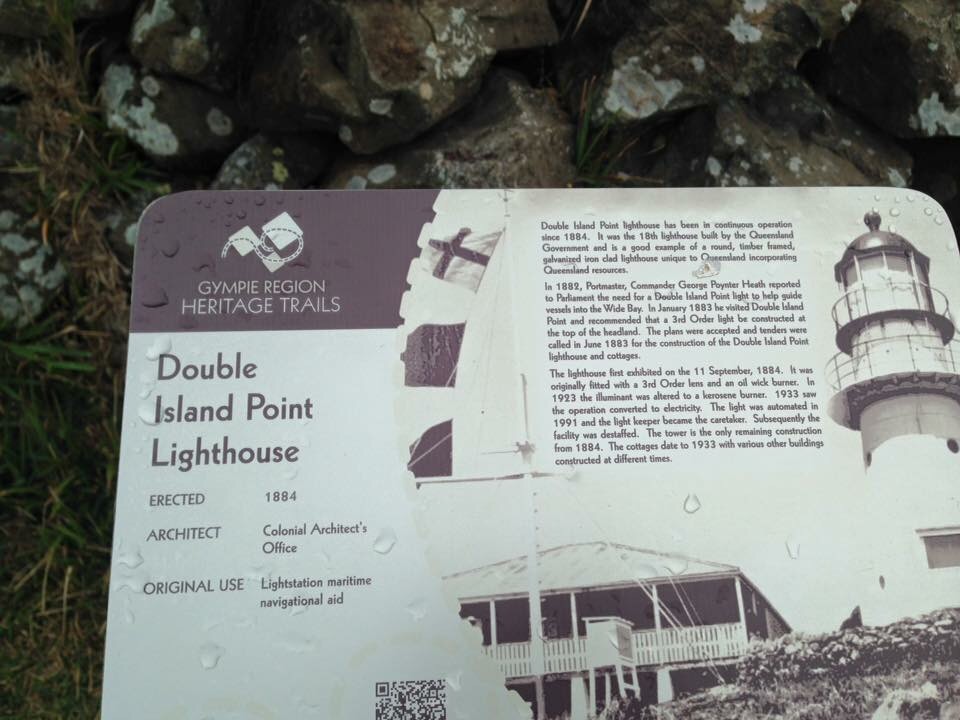 GYMPIE REGION
HERITAGE TRAILS
Double
Island Point
Lighthouse
ERECTED 1884
ARCHITECT Colonial Architect's
Office
ORIGINAL USE Lightstation maritime
navigational aid
Double Island Point lighthouse has been in continuous operation
since 1884. It was the 18th lighthouse built by the Queensland
Government and is a good example of a round, timber framed,
galvanized iron clad lighthouse unique to Queensland incorporating
Queensland resources.
In 1882, Portmaster, Commander George Poynter Heath reported
to Parliament the need for a Double Island Point light to help guide
vessels into the Wide Bay. In January 1883 he visited Double Island
Point and recommended that a 3rd Order light be constructed at
the top of the headland. The plans were accepted and tenders were
called in June 1883 for the construction of the Double Island Point
lighthouse and cottages.
The lighthouse first exhibited on the 11 September, 1884. It was
originally fitted with a 3rd Order lens and an oil wick burner. In
1923 the illuminant was altered to a kerosene burner. 1933 saw
the operation converted to electricity. The light was automated in
1991 and the light keeper became the caretaker. Subsequently the
facility was destaffed. The tower is the only remaining construction
from 1884. The cottages date to 1933 with various other buildings
constructed at different times.